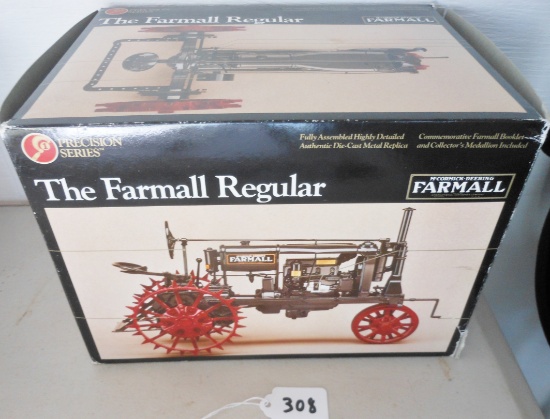 The Farmall Regular
FARMALL
PRECISION
SERIES
Fully Assembled Highly Detailed
Authentic Die-Cast Metal Replica
Commemorative Farmall Booklet
and Collector's Medallion Included
The Farmall Regular
McCORMICK-DEERING
FARMALL
FARMALL
308